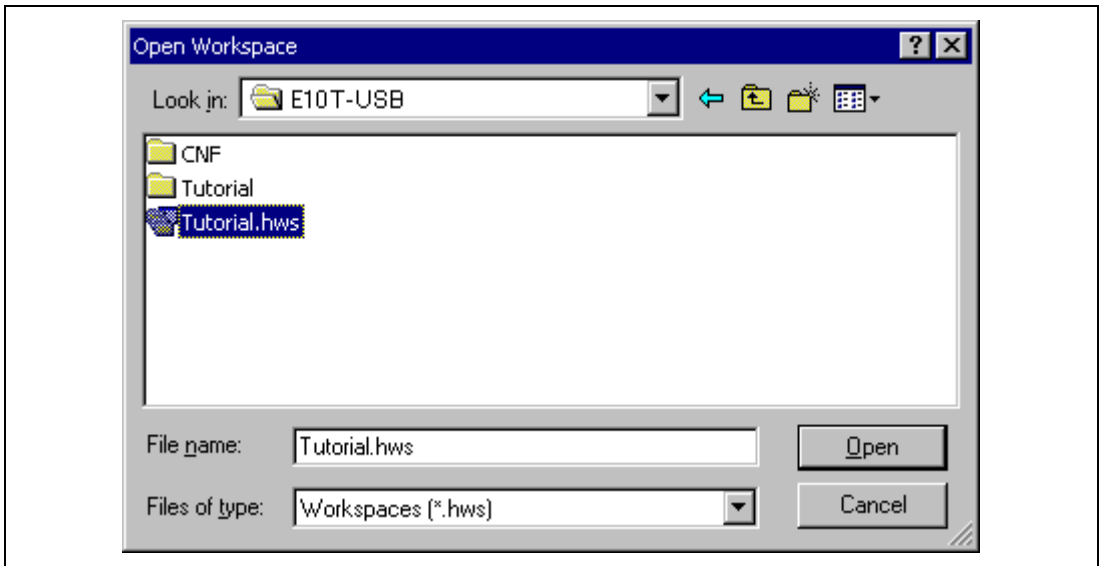 Open Workspace
Look in: E10T-USB
CNF
Tutorial
Tutorial.hws
File name: Tutorial.hws Open
Files of type: Workspaces (*.hws) Cancel